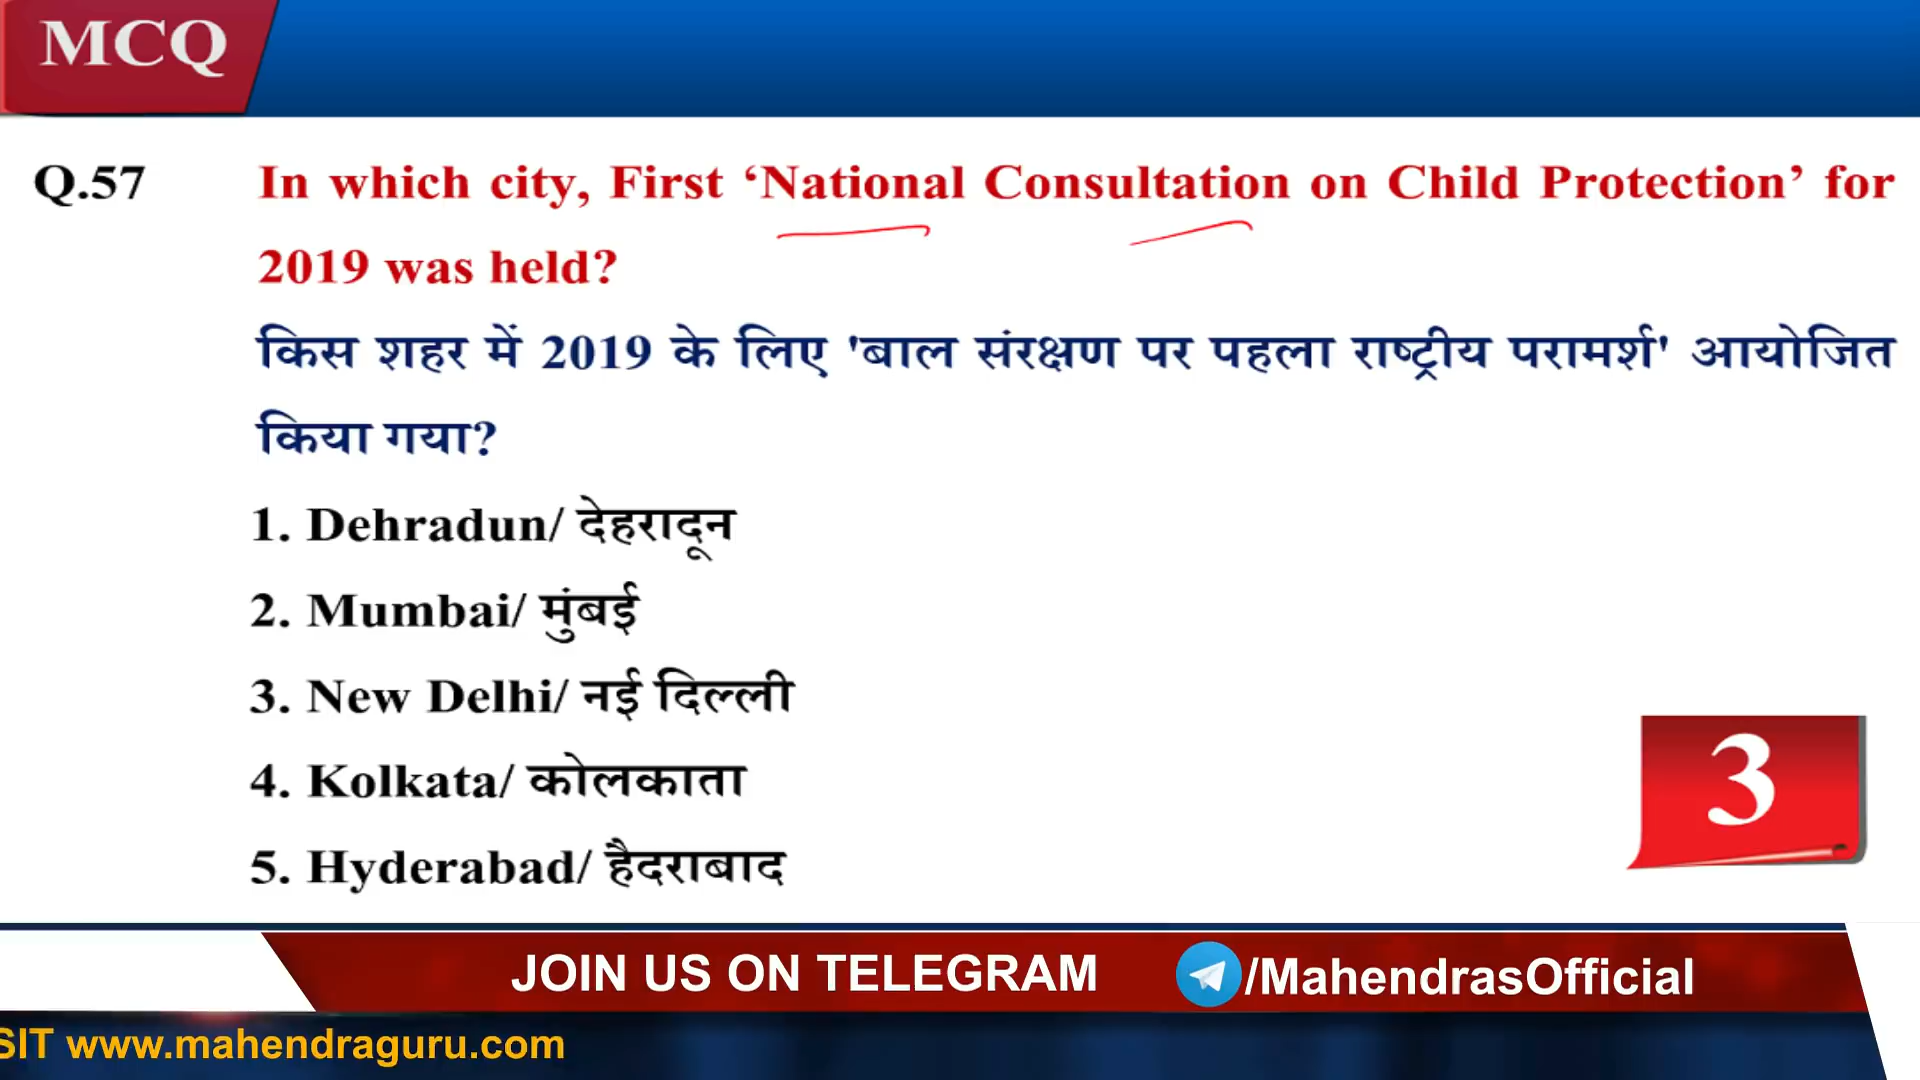 MCQ
Q.57 In which city, First ‘National Consultation on Child Protection’ for
2019 was held?
किस शहर में 2019 के लिए 'बाल संरक्षण पर पहला राष्ट्रीय परामर्श' आयोजित
किया गया?
1. Dehradun/ देहरादून
2. Mumbai/ मुंबई
3. New Delhi/ नई दिल्ली
4. Kolkata/ कोलकाता
5. Hyderabad/ हैदराबाद
3
JOIN US ON TELEGRAM /MahendrasOfficial
SIT www.mahendraguru.com